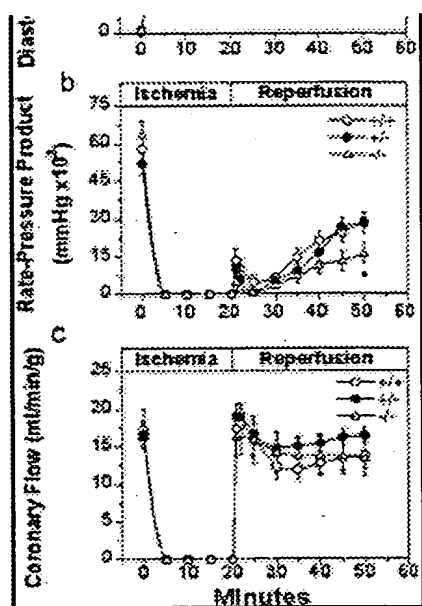 Diast
0
0 10 20 30 40 50 60
b
Ischemia Reperfusion
Rate-Pressure Product
(mmHg x10⁻³)
75
60
45
30
15
0
+/+
+/-
-/-
*
0 10 20 30 40 50 60
c
Ischemia Reperfusion
Coronary Flow (ml/min/g)
25
20
15
10
5
0
+/+
+/-
-/-
0 10 20 30 40 50 60
Minutes